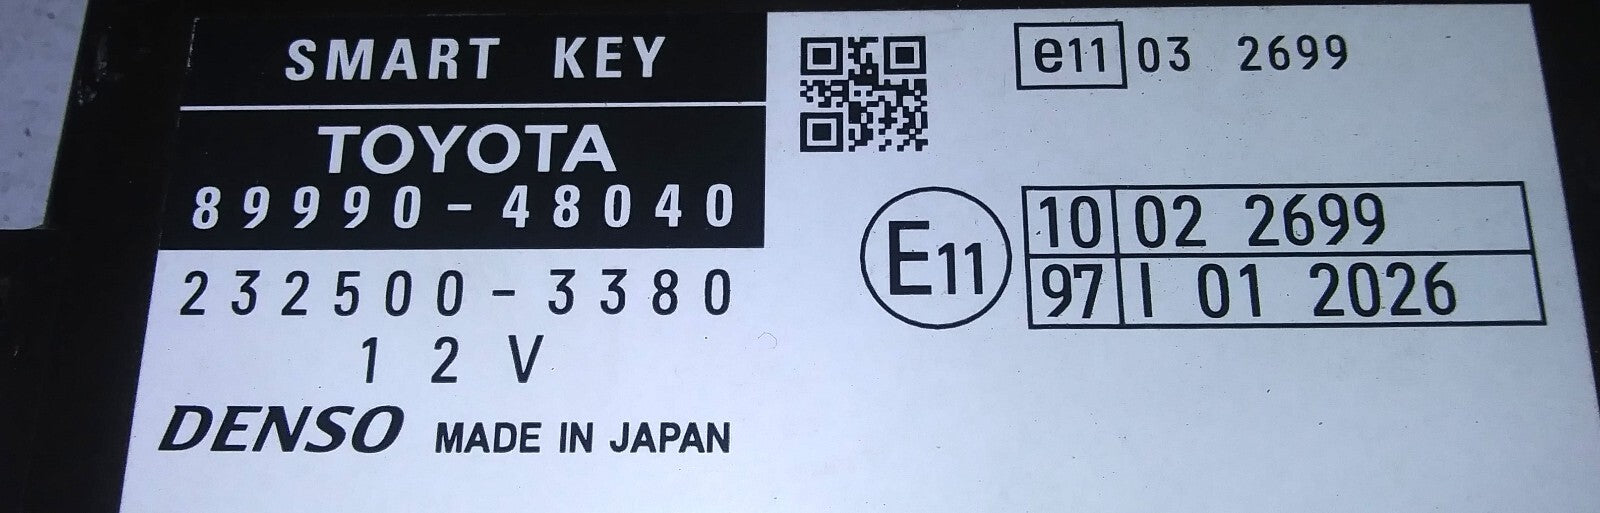 SMART KEY
TOYOTA
89990-48040
232500-3380
12V
DENSO MADE IN JAPAN
e11 03 2699
E11
10 02 2699
97 I 01 2026